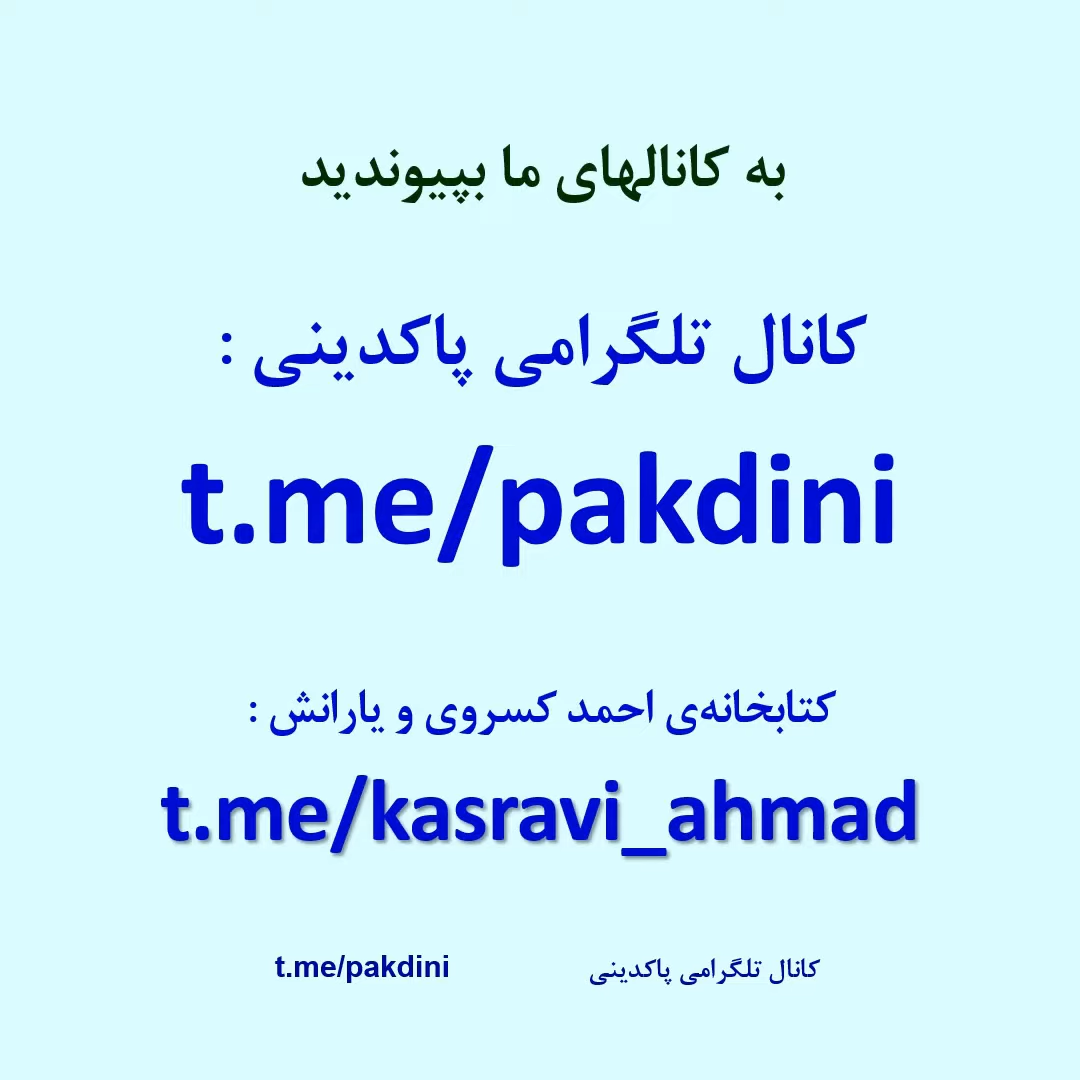 به کانالهای ما بپیوندید
کانال تلگرامی پاکدینی :
t.me/pakdini
کتابخانه‌ی احمد کسروی و یارانش :
t.me/kasravi_ahmad
کانال تلگرامی پاکدینی t.me/pakdini